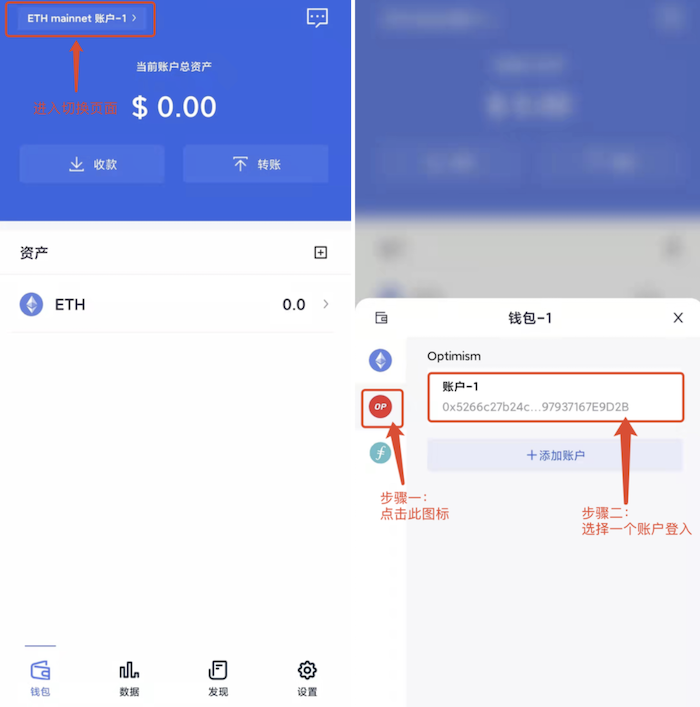 ETH mainnet 账户-1
当前账户总资产
进入切换页面
$ 0.00
收款
转账
资产
ETH
0.0
钱包
数据
发现
设置
钱包-1
Optimism
OP
账户-1
0x5266c27b24c...97937167E9D2B
+添加账户
步骤一：
点击此图标
步骤二：
选择一个账户登入